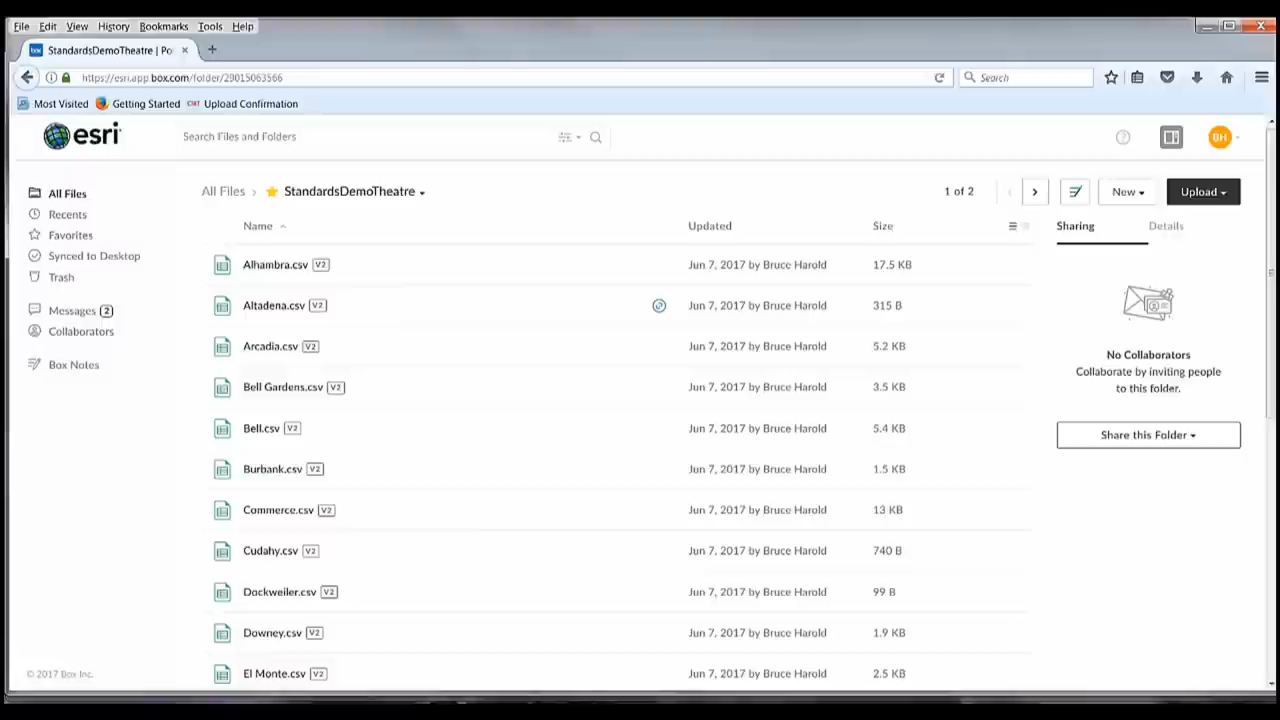 File Edit View History Bookmarks Tools Help
StandardsDemoTheatre | Po
https://esri.app.box.com/folder/29015063566
Search
Most Visited Getting Started Upload Confirmation
esri
Search Files and Folders
BH
All Files
Recents
Favorites
Synced to Desktop
Trash
Messages 2
Collaborators
Box Notes
© 2017 Box Inc.
All Files > StandardsDemoTheatre
1 of 2
New
Upload
Name Updated Size
Alhambra.csv V2 Jun 7, 2017 by Bruce Harold 17.5 KB
Altadena.csv V2 Jun 7, 2017 by Bruce Harold 315 B
Arcadia.csv V2 Jun 7, 2017 by Bruce Harold 5.2 KB
Bell Gardens.csv V2 Jun 7, 2017 by Bruce Harold 3.5 KB
Bell.csv V2 Jun 7, 2017 by Bruce Harold 5.4 KB
Burbank.csv V2 Jun 7, 2017 by Bruce Harold 1.5 KB
Commerce.csv V2 Jun 7, 2017 by Bruce Harold 13 KB
Cudahy.csv V2 Jun 7, 2017 by Bruce Harold 740 B
Dockweiler.csv V2 Jun 7, 2017 by Bruce Harold 99 B
Downey.csv V2 Jun 7, 2017 by Bruce Harold 1.9 KB
El Monte.csv V2 Jun 7, 2017 by Bruce Harold 2.5 KB
Sharing Details
No Collaborators
Collaborate by inviting people
to this folder.
Share this Folder